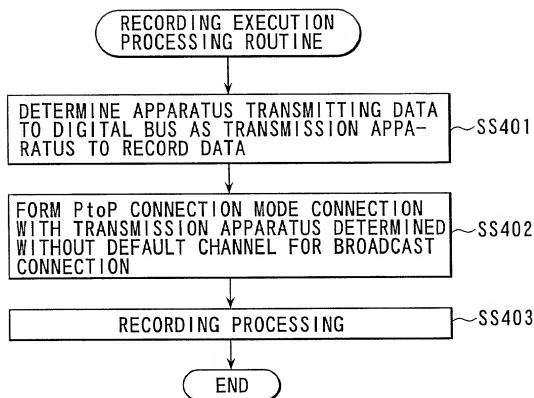 RECORDING EXECUTION
PROCESSING ROUTINE
DETERMINE APPARATUS TRANSMITTING DATA
TO DIGITAL BUS AS TRANSMISSION APPA-
RATUS TO RECORD DATA
SS401
FORM PtoP CONNECTION MODE CONNECTION
WITH TRANSMISSION APPARATUS DETERMINED
WITHOUT DEFAULT CHANNEL FOR BROADCAST
CONNECTION
SS402
RECORDING PROCESSING
SS403
END